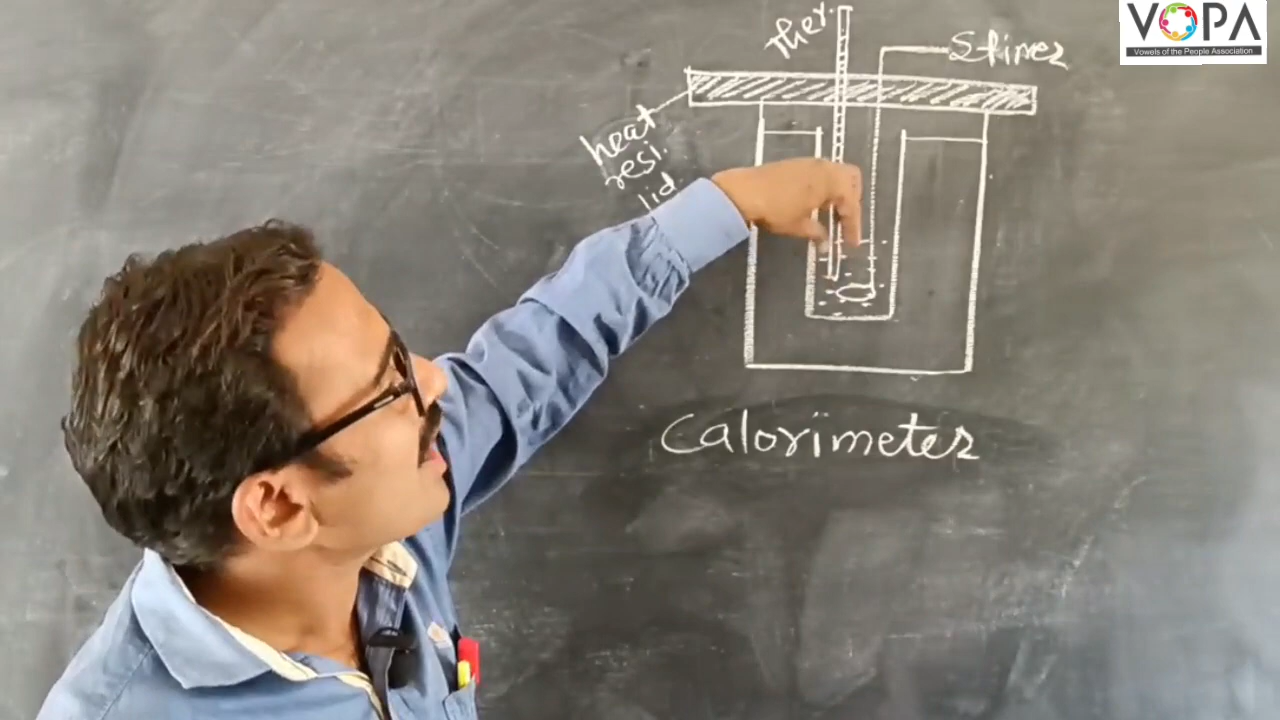 VOPA
Vowels of the People Association
Ther.
Stirrer
heat
resi.
lid
Calorimeter